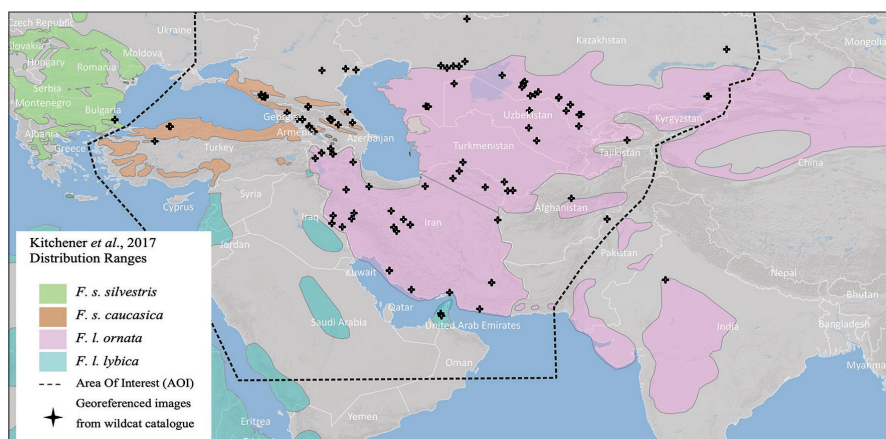 Czech Republic
Ukraine
Slovakia
Moldova
Hungary
Romania
Serbia
Montenegro
Bulgaria
Albania
Greece
Turkey
Cyprus
Syria
Iraq
Jordan
Georgia
Armenia
Azerbaijan
Kazakhstan
Mongolia
Uzbekistan
Kyrgyzstan
Turkmenistan
Tajikistan
China
Iran
Afghanistan
Pakistan
Nepal
Bhutan
Kuwait
Qatar
Saudi Arabia
United Arab Emirates
Oman
India
Bangladesh
Myanmar
Yemen
Eritrea
Kitchener et al., 2017
Distribution Ranges
F. s. silvestris
F. s. caucasica
F. l. ornata
F. l. lybica
Area Of Interest (AOI)
Georeferenced images
from wildcat catalogue